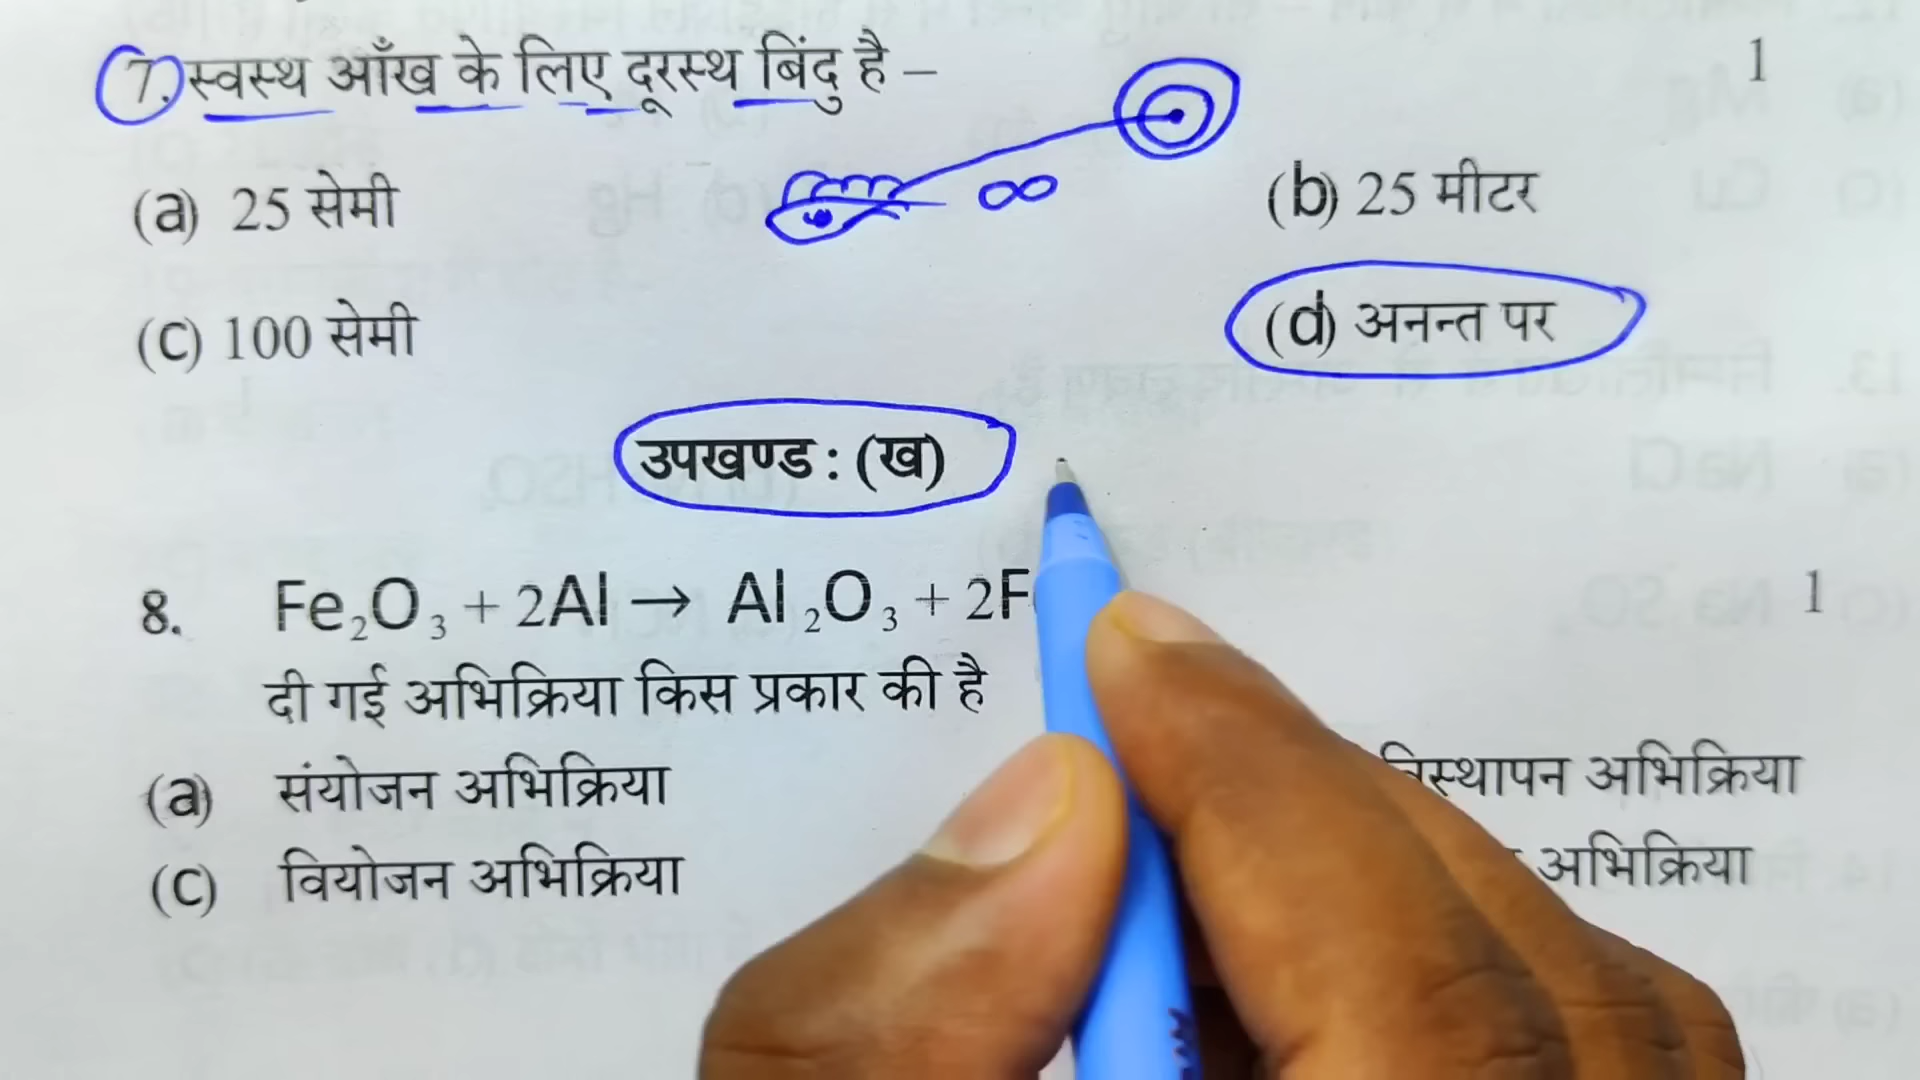 7. स्वस्थ आँख के लिए दूरस्थ बिंदु है – 1
(a) 25 सेमी
∞
(b) 25 मीटर
(c) 100 सेमी
(d) अनन्त पर
उपखण्ड : (ख)
8. Fe₂O₃ + 2Al → Al₂O₃ + 2F 1
दी गई अभिक्रिया किस प्रकार की है
(a) संयोजन अभिक्रिया
अभिक्रिया
(c) वियोजन अभिक्रिया
अभिक्रिया